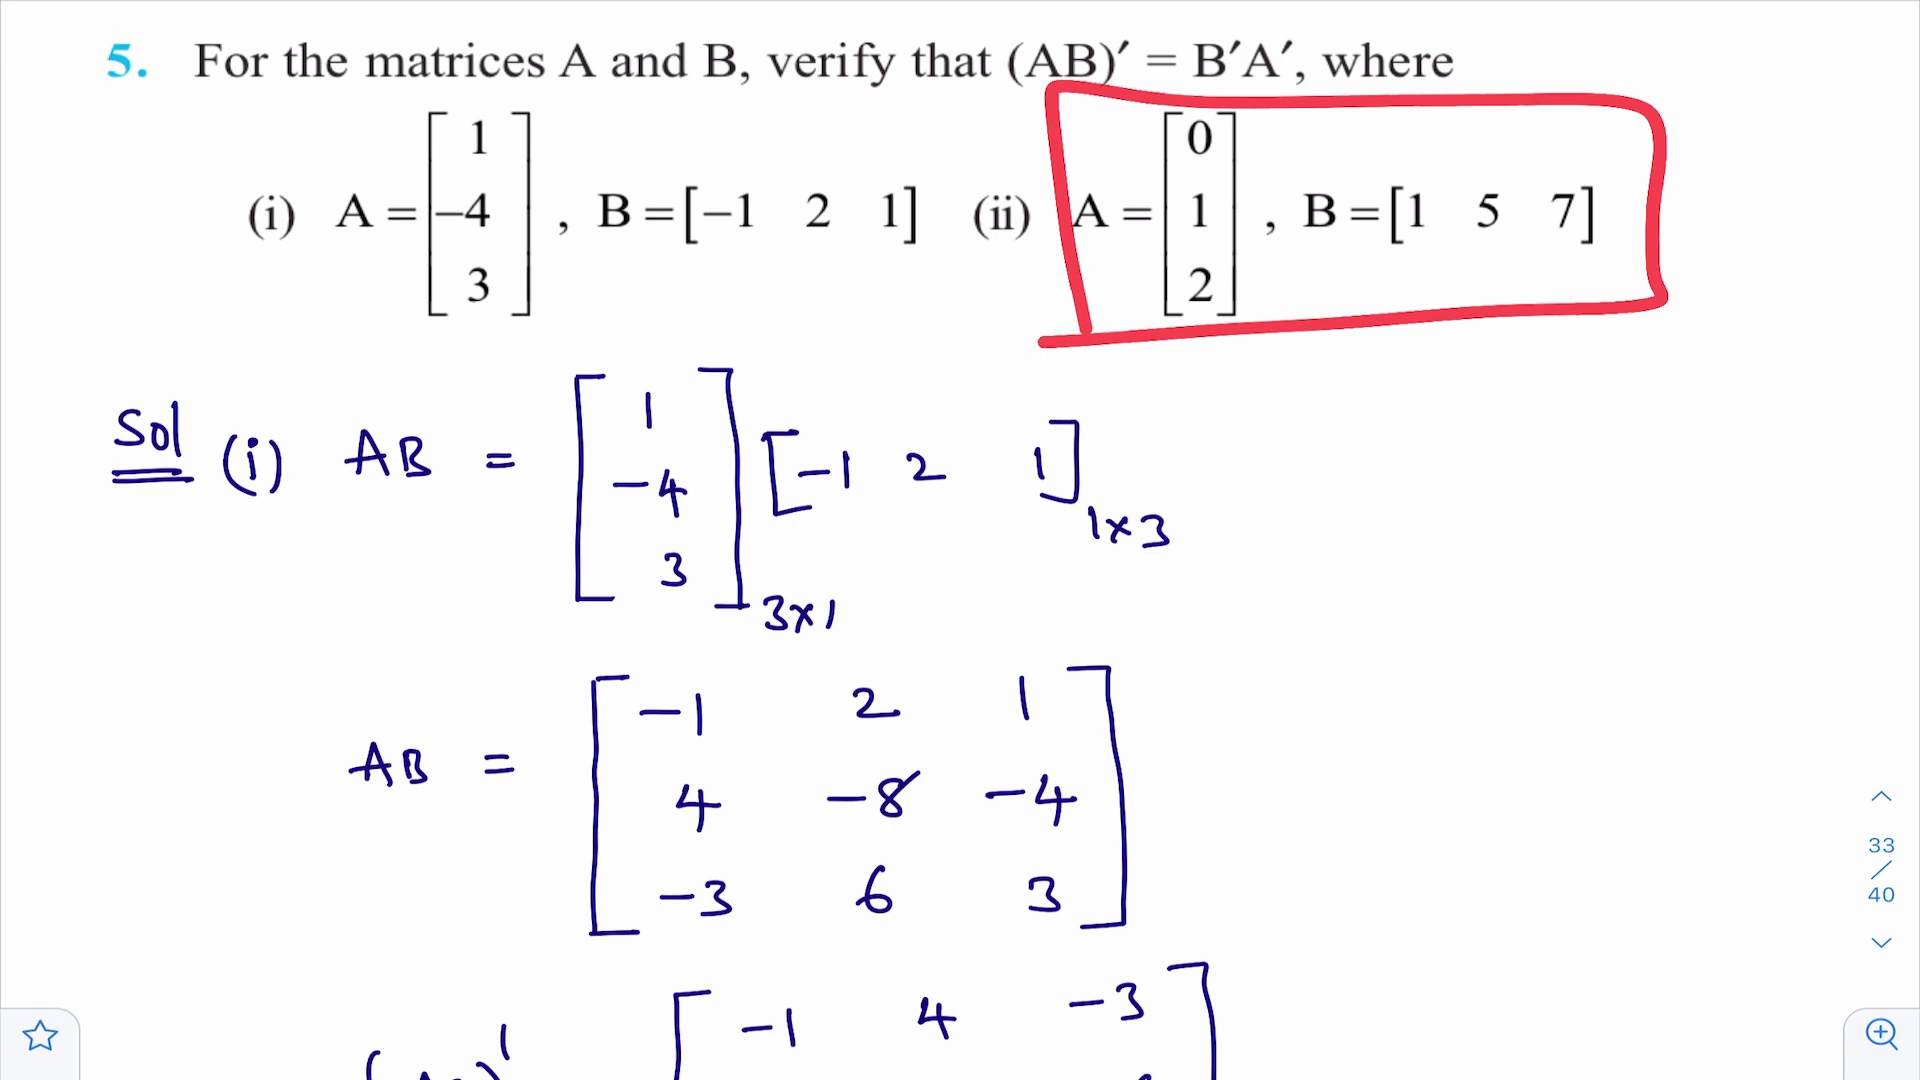 5. For the matrices A and B, verify that (AB)′ = B′A′, where
(i) A = [1 −4 3], B = [−1 2 1] (ii) A = [0 1 2], B = [1 5 7]
Sol (i) AB = [1 −4 3] 3×1 [−1 2 1] 1×3
AB = [−1 2 1
4 −8 −4
−3 6 3]
−1 4 −3
33
/
40